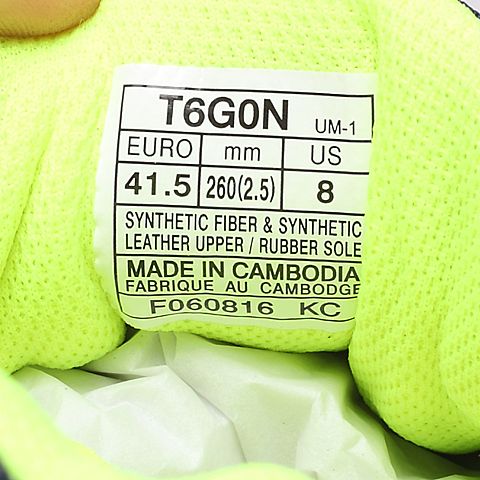 T6G0N UM-1
EURO mm US
41.5 260(2.5) 8
SYNTHETIC FIBER & SYNTHETIC
LEATHER UPPER / RUBBER SOLE
MADE IN CAMBODIA
FABRIQUE AU CAMBODGE
F060816 KC